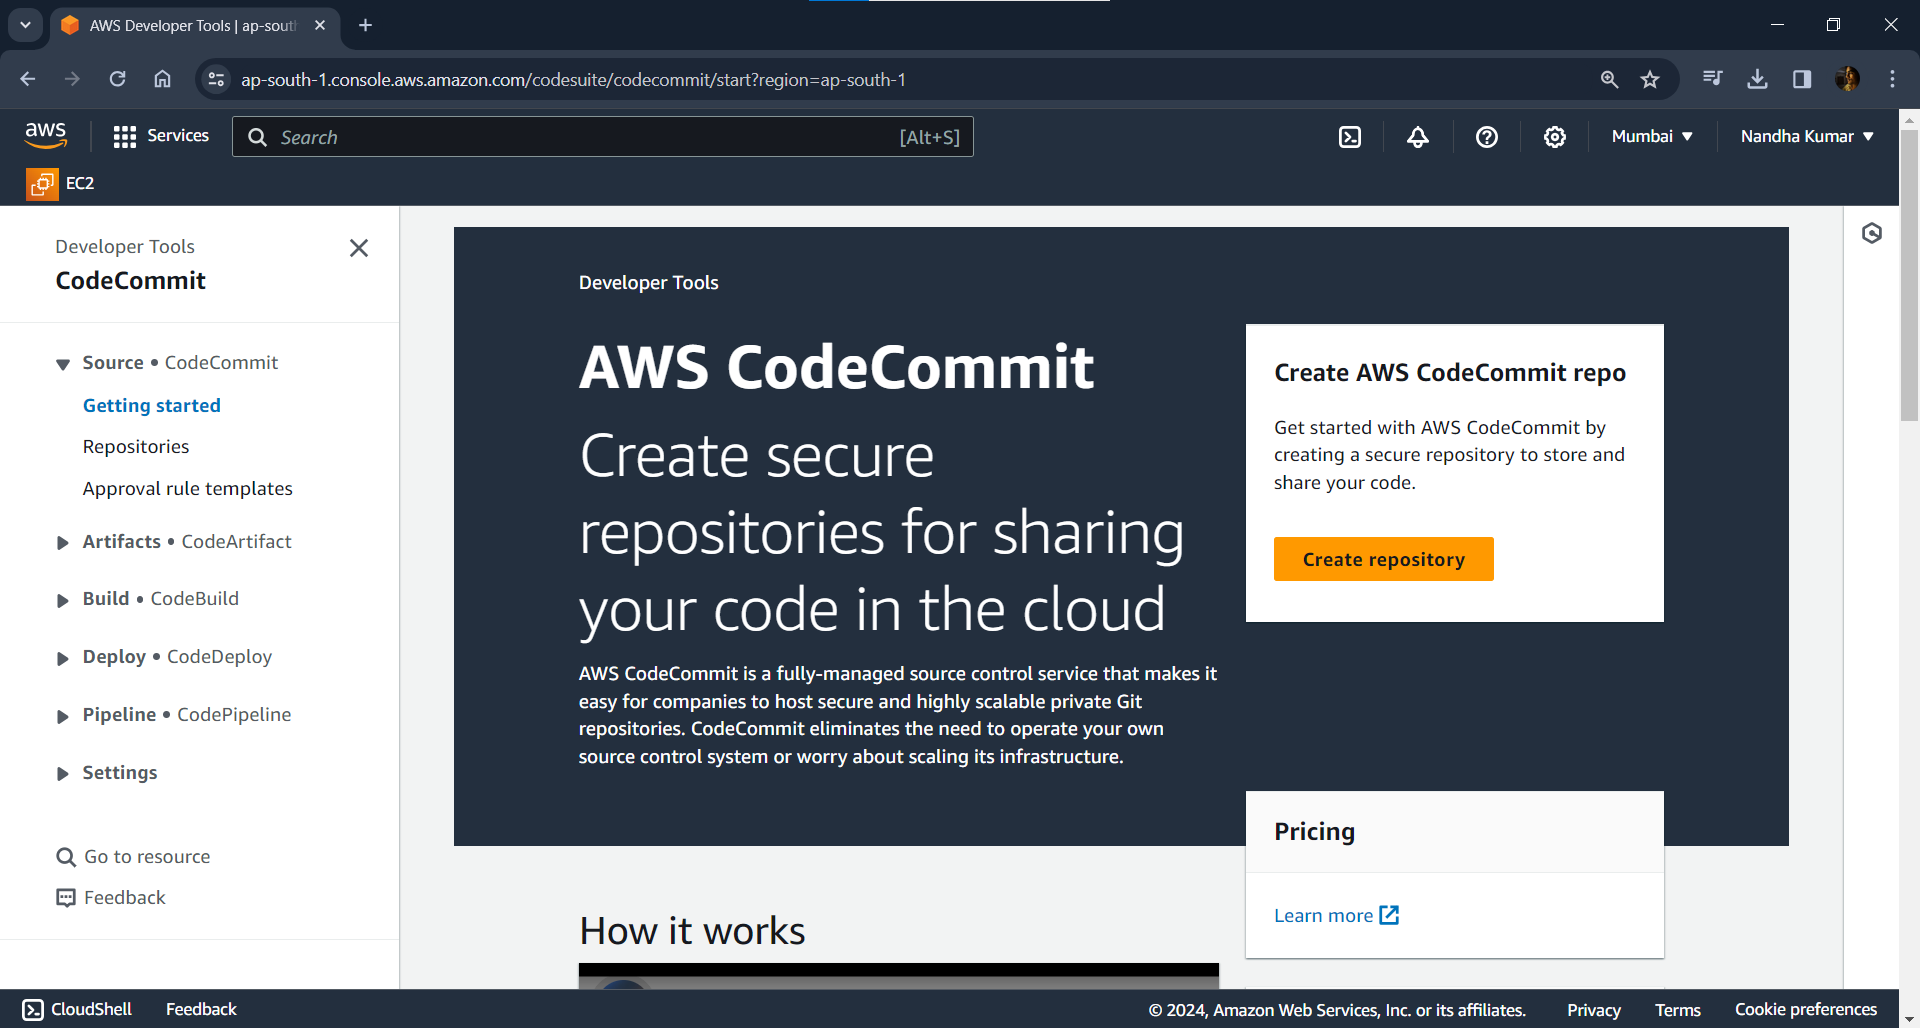 AWS Developer Tools | ap-sout
ap-south-1.console.aws.amazon.com/codesuite/codecommit/start?region=ap-south-1
aws
Services
Search
[Alt+S]
Mumbai
Nandha Kumar
EC2
Developer Tools
CodeCommit
Source • CodeCommit
Getting started
Repositories
Approval rule templates
Artifacts • CodeArtifact
Build • CodeBuild
Deploy • CodeDeploy
Pipeline • CodePipeline
Settings
Go to resource
Feedback
Developer Tools
AWS CodeCommit
Create secure
repositories for sharing
your code in the cloud
AWS CodeCommit is a fully-managed source control service that makes it
easy for companies to host secure and highly scalable private Git
repositories. CodeCommit eliminates the need to operate your own
source control system or worry about scaling its infrastructure.
Create AWS CodeCommit repo
Get started with AWS CodeCommit by
creating a secure repository to store and
share your code.
Create repository
Pricing
Learn more
How it works
CloudShell
Feedback
© 2024, Amazon Web Services, Inc. or its affiliates.
Privacy
Terms
Cookie preferences